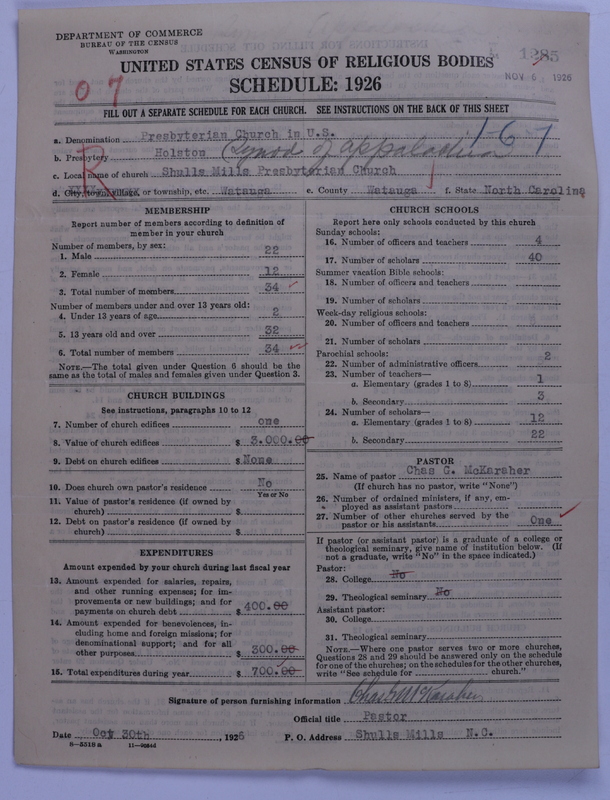 DEPARTMENT OF COMMERCE
BUREAU OF THE CENSUS
WASHINGTON
1285
NOV 6 1926
UNITED STATES CENSUS OF RELIGIOUS BODIES
SCHEDULE: 1926
0 7
FILL OUT A SEPARATE SCHEDULE FOR EACH CHURCH. SEE INSTRUCTIONS ON THE BACK OF THIS SHEET
a. Denomination Presbyterian Church in U.S. 167
b. Presbytery Holston Synod of Appalachia
R
c. Local name of church Shulls Mills Presbyterian Church
d. City, town, village, or township, etc. Watauga e. County Watauga f. State North Carolina
MEMBERSHIP
Report number of members according to definition of
member in your church
Number of members, by sex:
1. Male 22
2. Female 12
3. Total number of members 34
Number of members under and over 13 years old:
4. Under 13 years of age 2
5. 13 years old and over 32
6. Total number of members 34
NOTE.—The total given under Question 6 should be the
same as the total of males and females given under Question 3.
CHURCH BUILDINGS
See instructions, paragraphs 10 to 12
7. Number of church edifices one
8. Value of church edifices $ 3.000.00
9. Debt on church edifices $ None
10. Does church own pastor's residence No
Yes or No
11. Value of pastor's residence (if owned by
church) $
12. Debt on pastor's residence (if owned by
church) $
EXPENDITURES
Amount expended by your church during last fiscal year
13. Amount expended for salaries, repairs,
and other running expenses; for im-
provements or new buildings; and for
payments on church debt $ 400.00
14. Amount expended for benevolences, in-
cluding home and foreign missions; for
denominational support; and for all
other purposes $ 300.00
15. Total expenditures during year $ 700.00
CHURCH SCHOOLS
Report here only schools conducted by this church
Sunday schools:
16. Number of officers and teachers 4
17. Number of scholars 40
Summer vacation Bible schools:
18. Number of officers and teachers
19. Number of scholars
Week-day religious schools:
20. Number of officers and teachers
21. Number of scholars
Parochial schools:
22. Number of administrative officers 2
23. Number of teachers—
a. Elementary (grades 1 to 8) 1
b. Secondary 3
24. Number of scholars—
a. Elementary (grades 1 to 8) 12
b. Secondary 22
PASTOR
25. Name of pastor Chas G. McKaraher
(If church has no pastor, write "None")
26. Number of ordained ministers, if any, em-
ployed as assistant pastors
27. Number of other churches served by the
pastor or his assistants One
If pastor (or assistant pastor) is a graduate of a college or
theological seminary, give name of institution below. (If
not a graduate, write "No" in the space indicated.)
Pastor:
28. College No
29. Theological seminary No
Assistant pastor:
30. College
31. Theological seminary
NOTE.—Where one pastor serves two or more churches,
Questions 28 and 29 should be answered only on the schedule
for one of the churches; on the schedules for the other churches,
write "See schedule for church."
Signature of person furnishing information Chas G McKaraher
Official title Pastor
Date Oct 30th, 1926 P. O. Address Shulls Mills N.C.
8—5518a